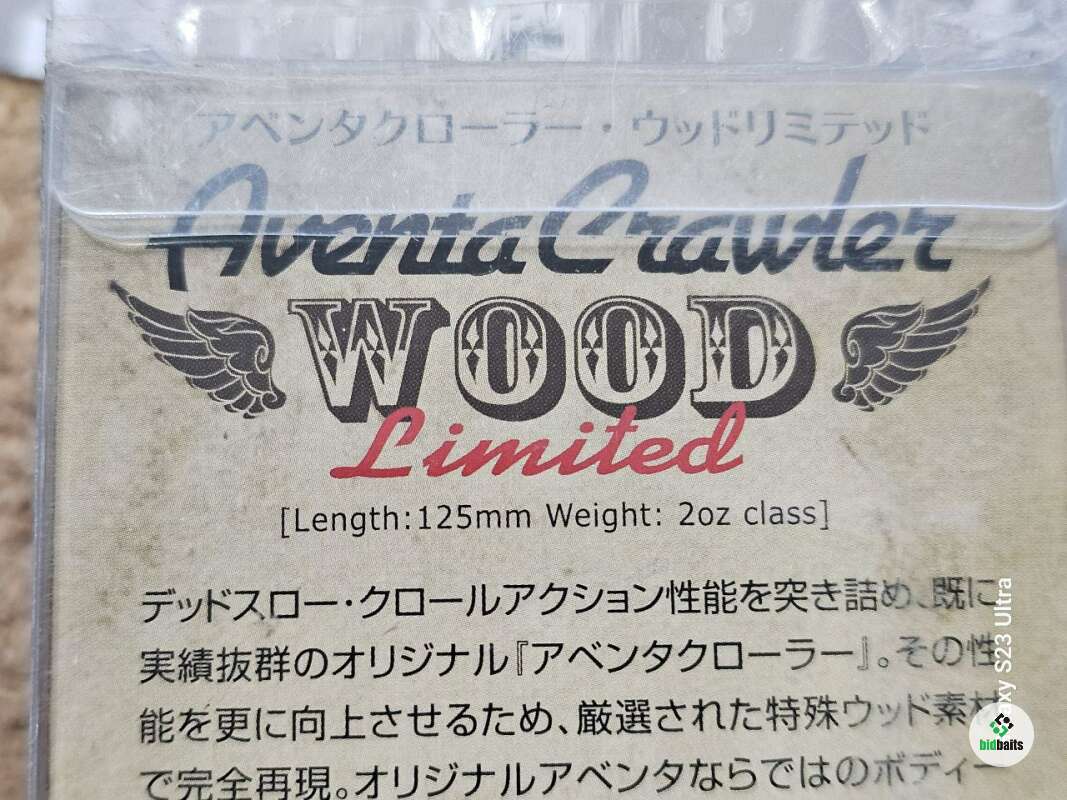 アベンタクローラー・ウッドリミテッド
Aventa Crawler
WOOD
Limited
[Length:125mm Weight: 2oz class]
デッドスロー・クロールアクション性能を突き詰め、既に
実績抜群のオリジナル『アベンタクローラー』。その性
能を更に向上させるため、厳選された特殊ウッド素材
で完全再現。オリジナルアベンタならではのボディー
S23 Ultra
bidbaits